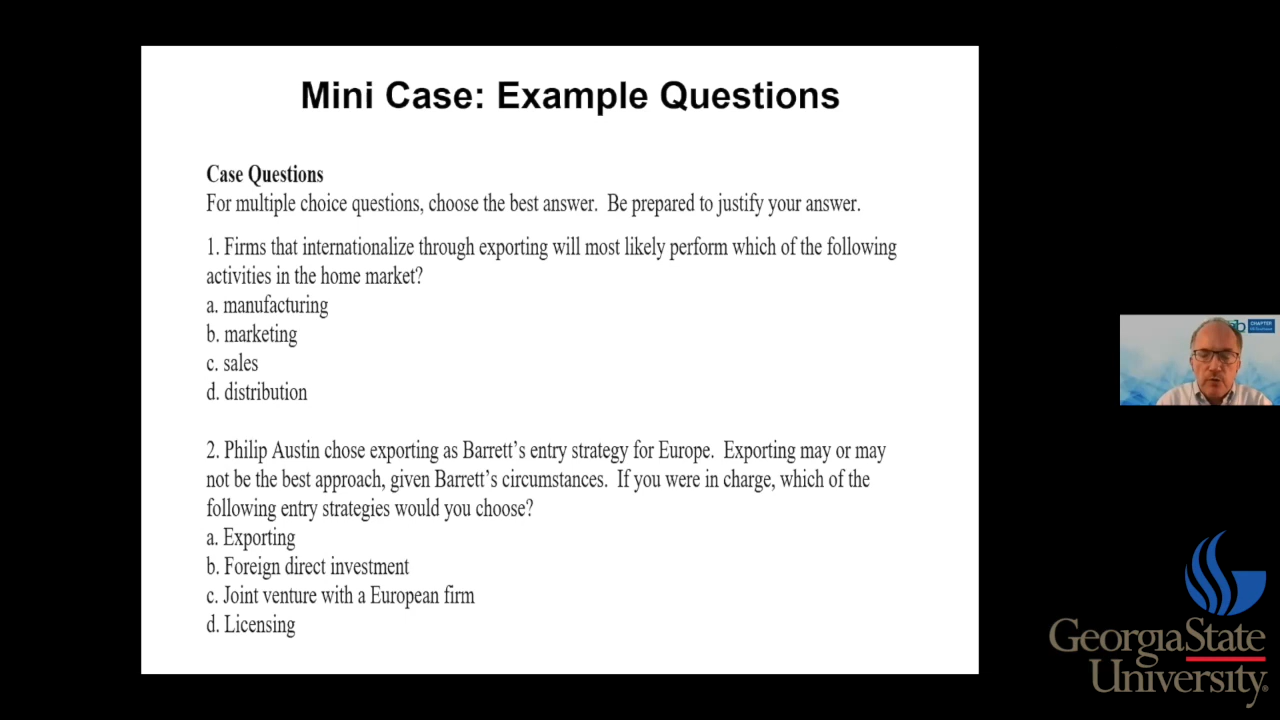 Mini Case: Example Questions
Case Questions
For multiple choice questions, choose the best answer.  Be prepared to justify your answer.
1. Firms that internationalize through exporting will most likely perform which of the following
activities in the home market?
a. manufacturing
b. marketing
c. sales
d. distribution
2. Philip Austin chose exporting as Barrett’s entry strategy for Europe.  Exporting may or may
not be the best approach, given Barrett’s circumstances.  If you were in charge, which of the
following entry strategies would you choose?
a. Exporting
b. Foreign direct investment
c. Joint venture with a European firm
d. Licensing
CHAPTER
GeorgiaState
University